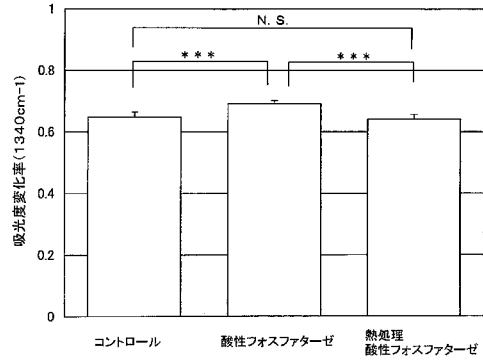 N. S.
***
***
吸光度変化率(1340cm-1)
1
0.8
0.6
0.4
0.2
0
コントロール
酸性フォスファターゼ
熱処理
酸性フォスファターゼ